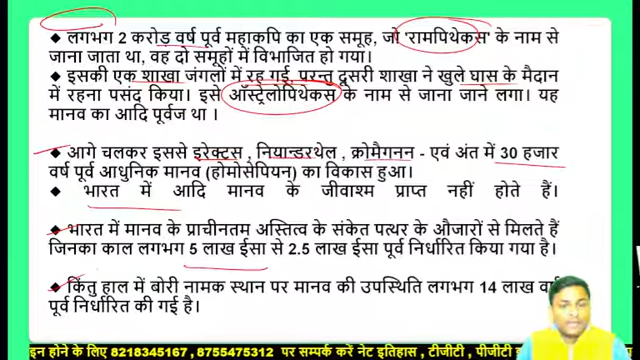 ◆ लगभग 2 करोड़ वर्ष पूर्व महाकपि का एक समूह, जो 'रामपिथेकस' के नाम से
जाना जाता था, वह दो समूहों में विभाजित हो गया।
◆ इसकी एक शाखा जंगलों में रह गई, परन्तु दूसरी शाखा ने खुले घास के मैदान
में रहना पसंद किया। इसे ऑस्ट्रेलोपिथेकस के नाम से जाना जाने लगा। यह
मानव का आदि पूर्वज था ।
◆ आगे चलकर इससे इरेक्टस, नियान्डरथेल, क्रोमैगनन - एवं अंत में 30 हजार
वर्ष पूर्व आधुनिक मानव (होमोसेपियन) का विकास हुआ।
◆ भारत में आदि मानव के जीवाश्म प्राप्त नहीं होते हैं।
◆ भारत में मानव के प्राचीनतम अस्तित्व के संकेत पत्थर के औजारों से मिलते हैं
जिनका काल लगभग 5 लाख ईसा से 2.5 लाख ईसा पूर्व निर्धारित किया गया है।
◆ किंतु हाल में बोरी नामक स्थान पर मानव की उपस्थिति लगभग 14 लाख वर्ष
पूर्व निर्धारित की गई है।
इन होने के लिए 8218345167 , 8755475312 पर सम्पर्क करें नेट इतिहास , टीजीटी , पीजीटी